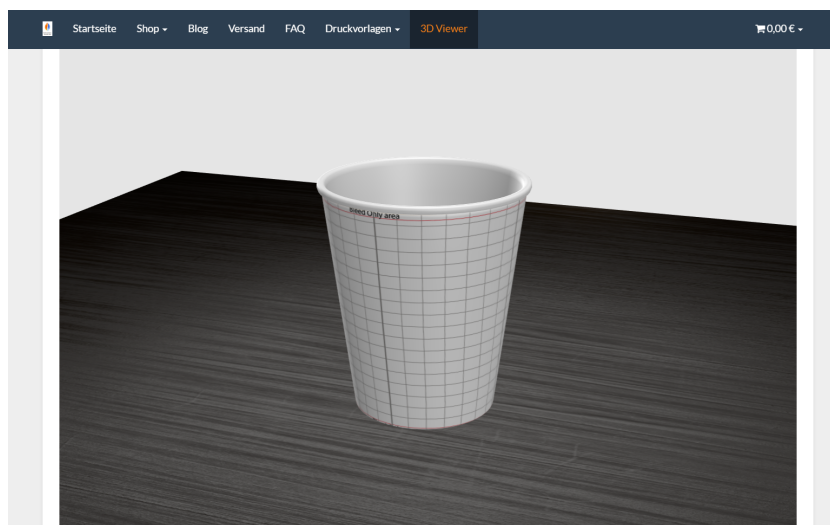 Startseite Shop Blog Versand FAQ Druckvorlagen 3D Viewer 0,00 €
Bleed Only area